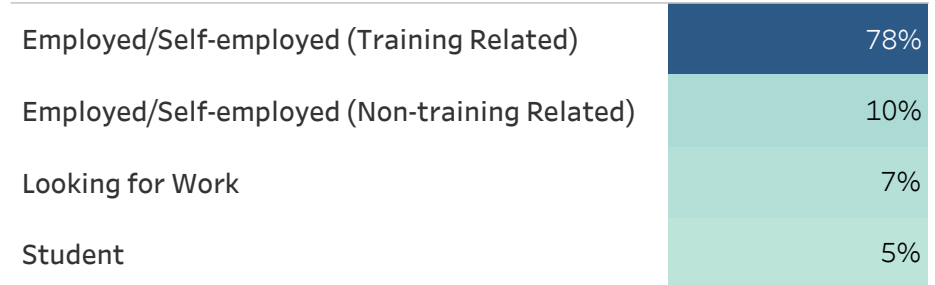 Employed/Self-employed (Training Related) 78%
Employed/Self-employed (Non-training Related) 10%
Looking for Work 7%
Student 5%